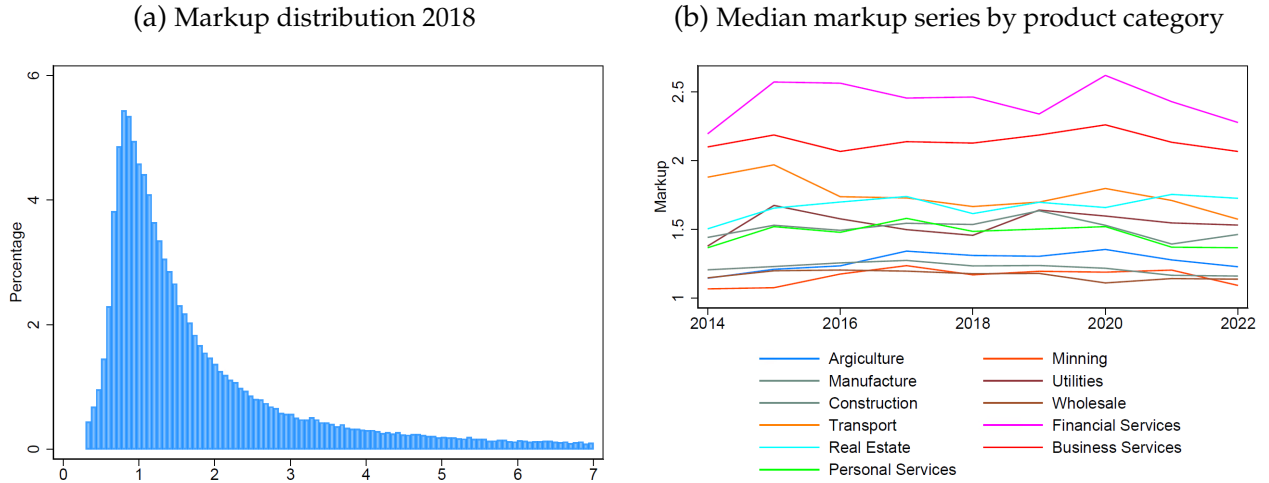 (a) Markup distribution 2018
Percentage
6
4
2
0
0 1 2 3 4 5 6 7
(b) Median markup series by product category
Markup
2.5
2
1.5
1
2014 2016 2018 2020 2022
Argiculture
Minning
Manufacture
Utilities
Construction
Wholesale
Transport
Financial Services
Real Estate
Business Services
Personal Services